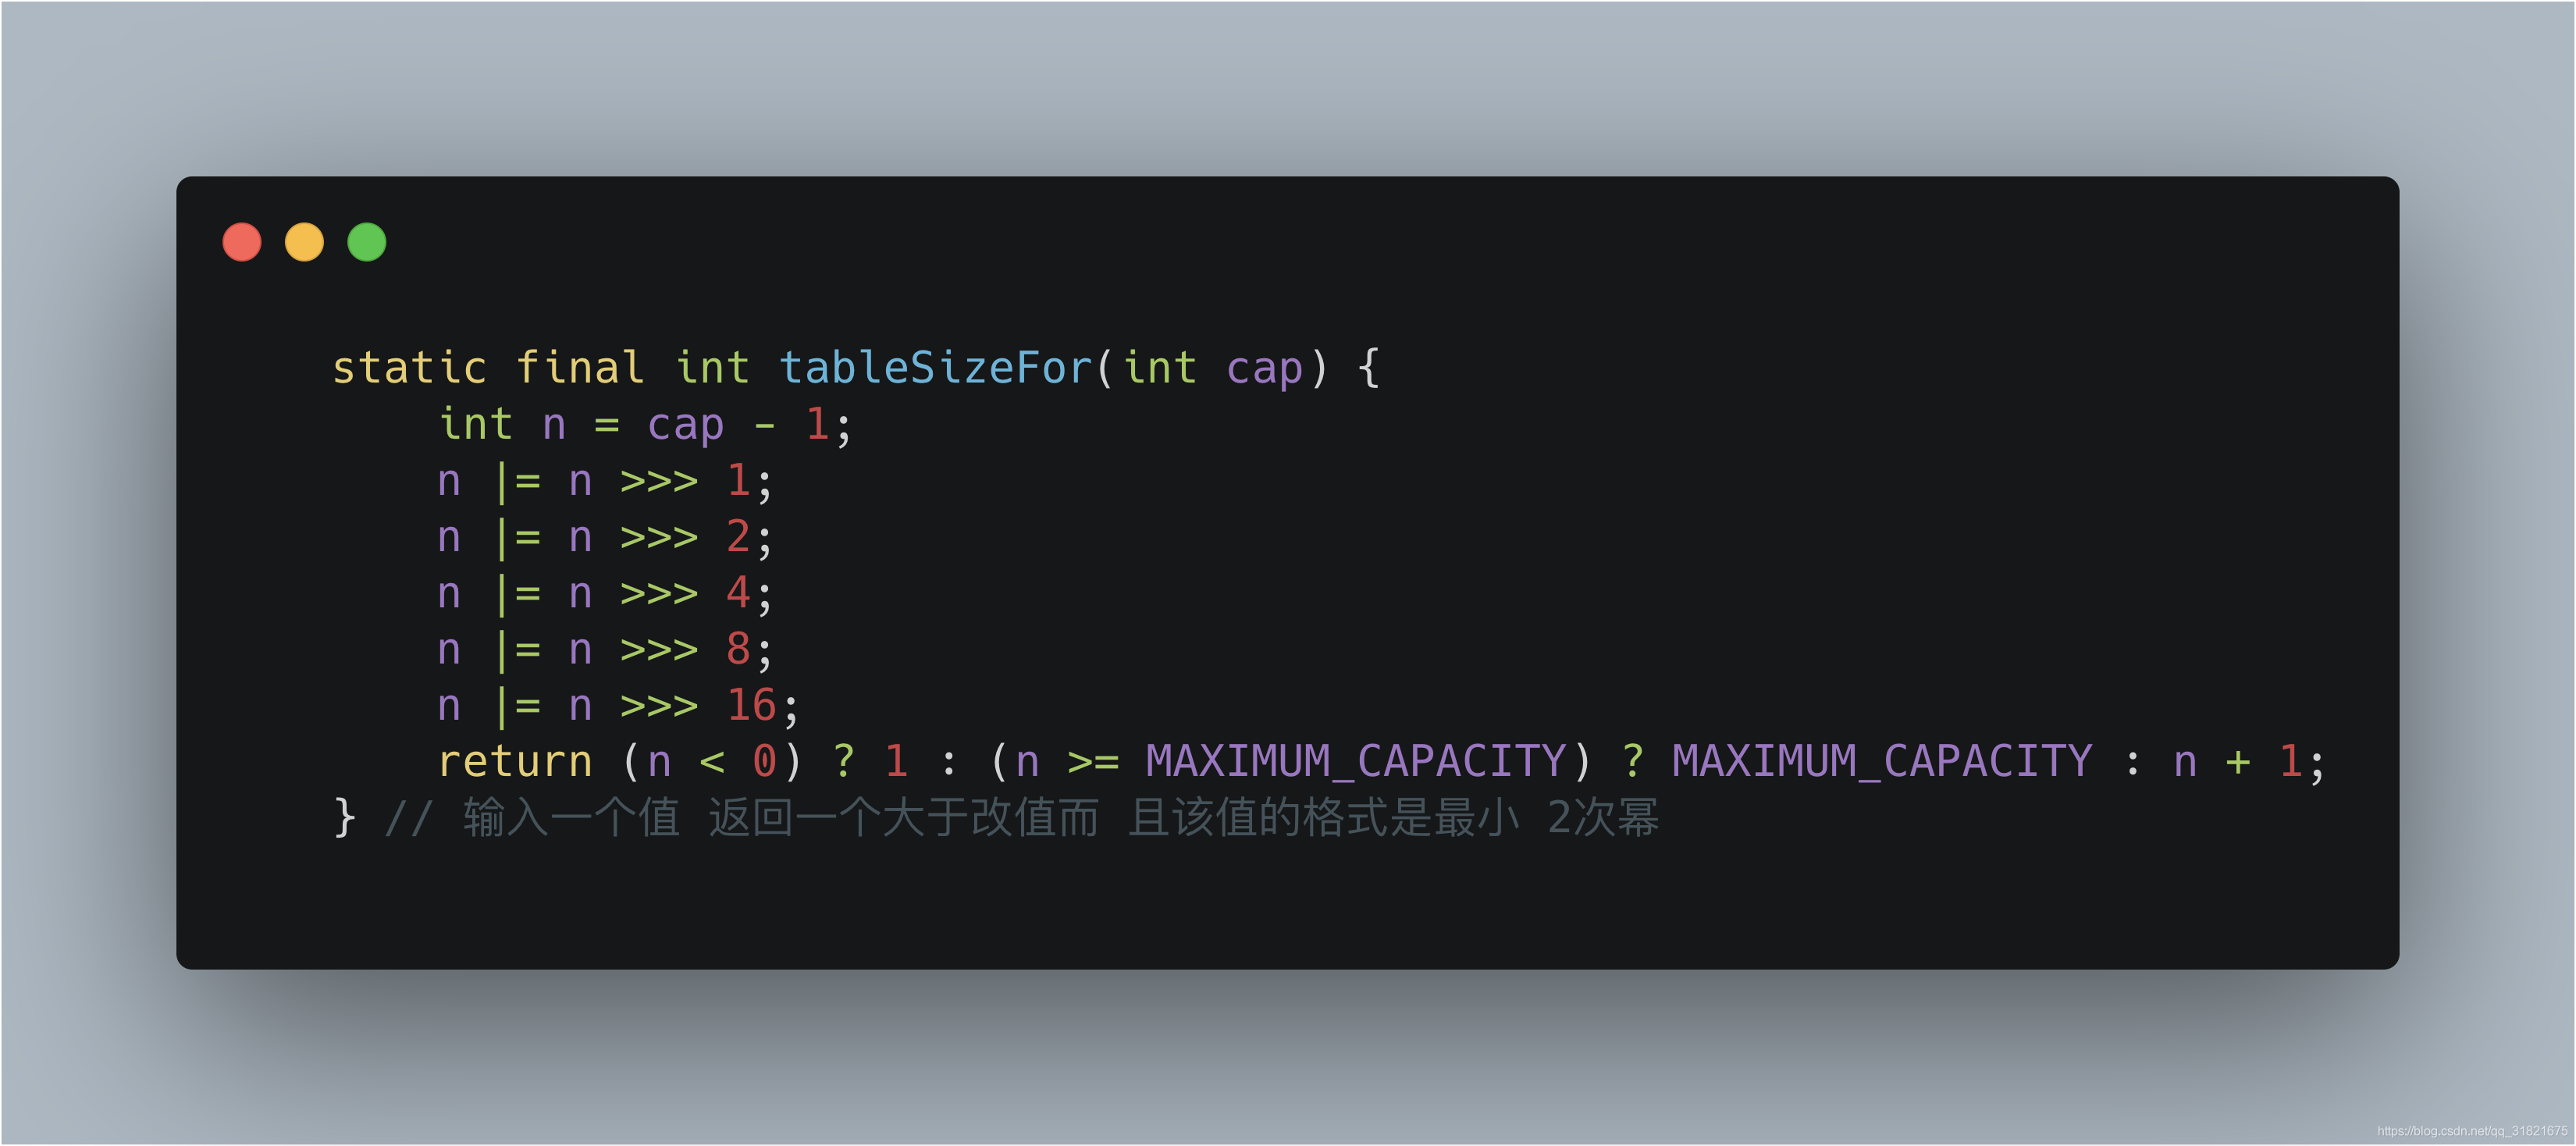 static final int tableSizeFor(int cap) {
int n = cap - 1;
n |= n >>> 1;
n |= n >>> 2;
n |= n >>> 4;
n |= n >>> 8;
n |= n >>> 16;
return (n < 0) ? 1 : (n >= MAXIMUM_CAPACITY) ? MAXIMUM_CAPACITY : n + 1;
} // 输入一个值 返回一个大于改值而 且该值的格式是最小 2次幂
https://blog.csdn.net/qq_31821675